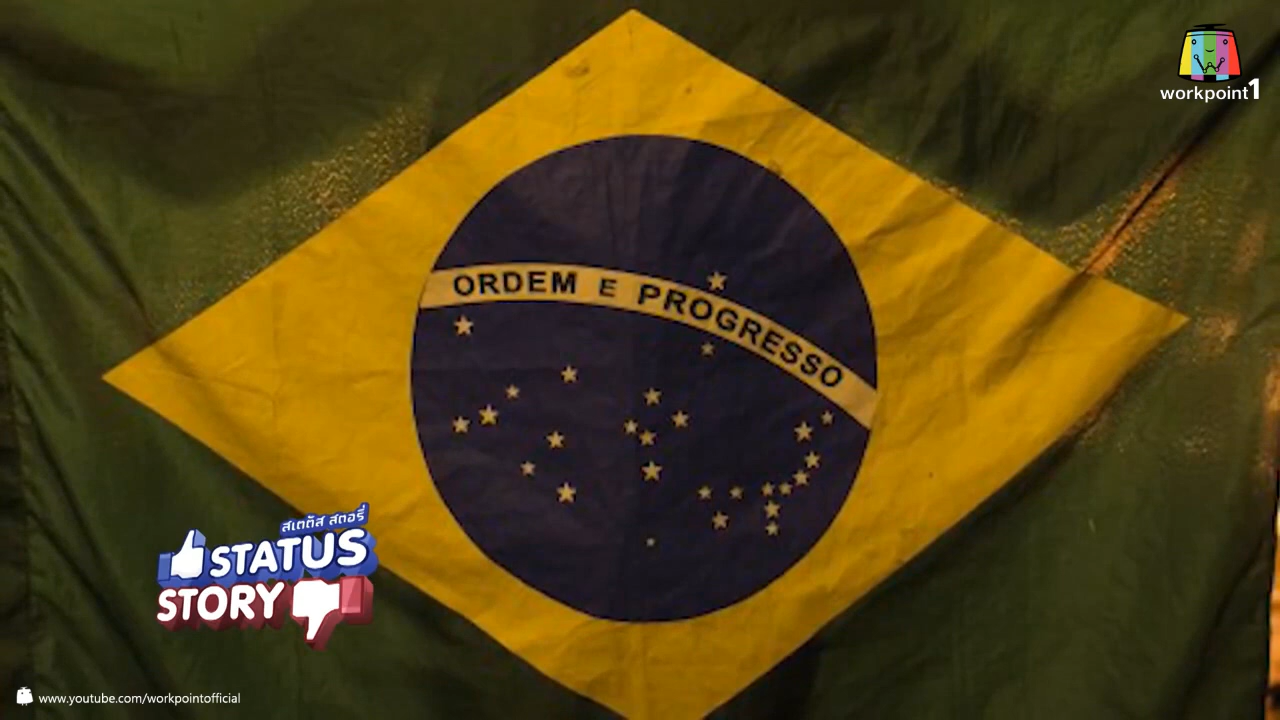 workpoint1
ORDEM E PROGRESSO
สเตตัส สตอรี่
STATUS
STORY
www.youtube.com/workpointofficial